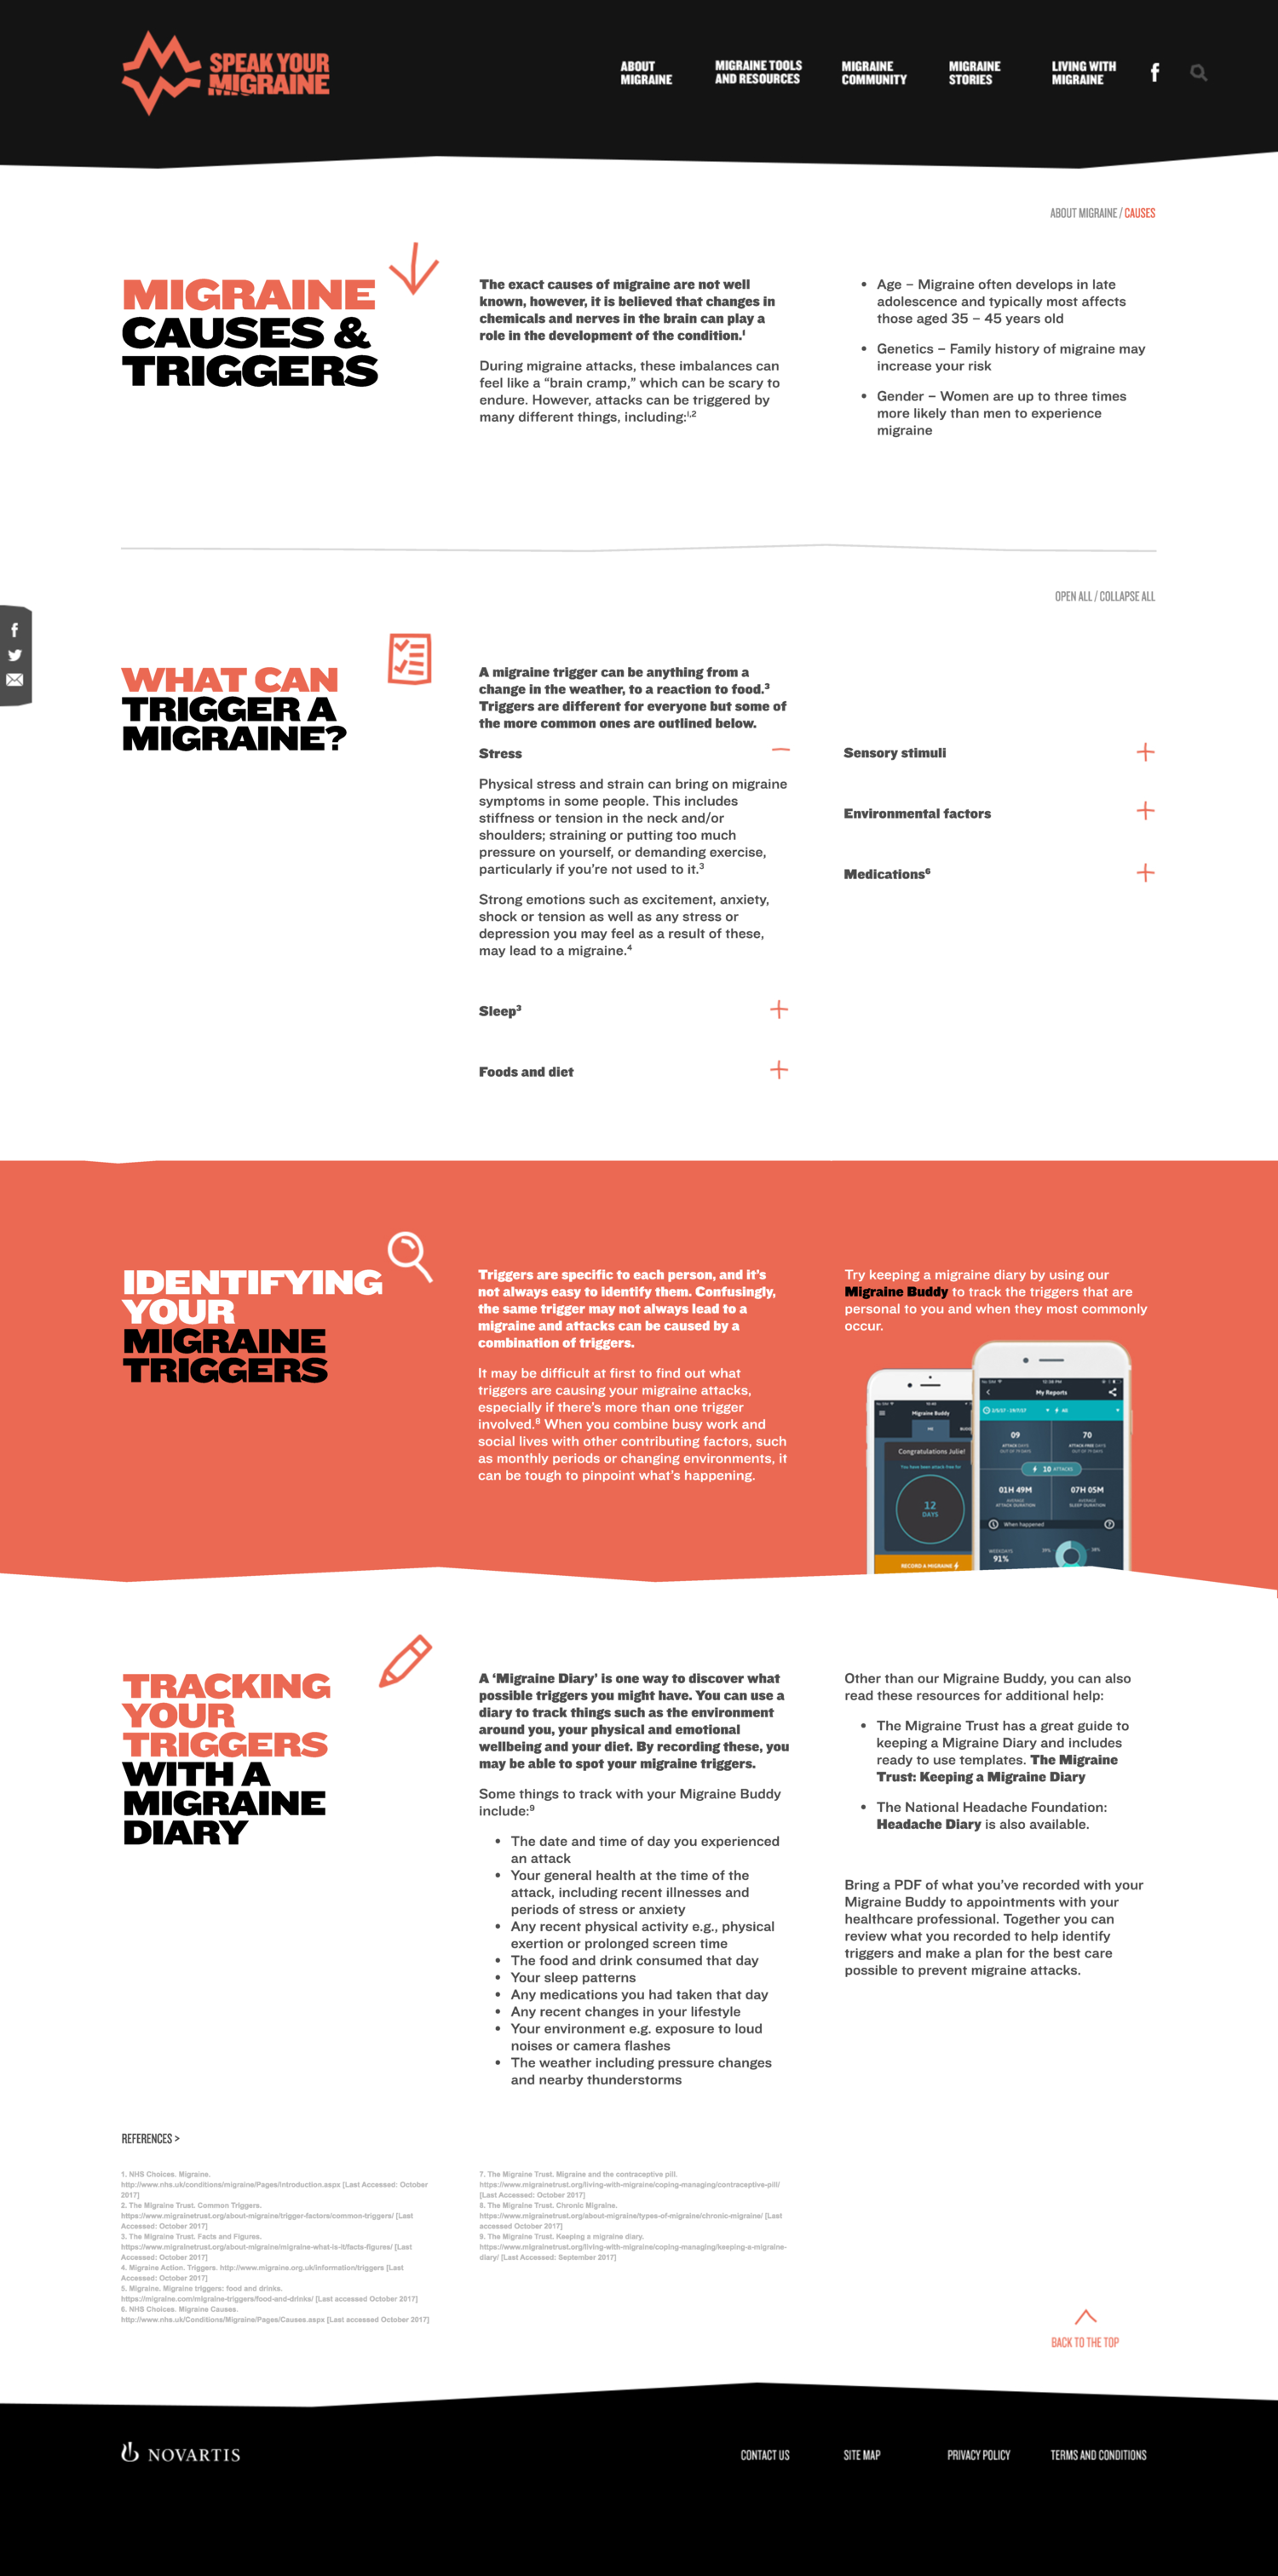 SPEAK YOUR
MIGRAINE
ABOUT
MIGRAINE
MIGRAINE TOOLS
AND RESOURCES
MIGRAINE
COMMUNITY
MIGRAINE
STORIES
LIVING WITH
MIGRAINE
ABOUT MIGRAINE / CAUSES
MIGRAINE
CAUSES &
TRIGGERS
The exact causes of migraine are not well
known, however, it is believed that changes in
chemicals and nerves in the brain can play a
role in the development of the condition.¹
During migraine attacks, these imbalances can
feel like a “brain cramp,” which can be scary to
endure. However, attacks can be triggered by
many different things, including:¹,²
• Age – Migraine often develops in late
adolescence and typically most affects
those aged 35 – 45 years old
• Genetics – Family history of migraine may
increase your risk
• Gender – Women are up to three times
more likely than men to experience
migraine
OPEN ALL / COLLAPSE ALL
WHAT CAN
TRIGGER A
MIGRAINE?
A migraine trigger can be anything from a
change in the weather, to a reaction to food.³
Triggers are different for everyone but some of
the more common ones are outlined below.
Stress
Physical stress and strain can bring on migraine
symptoms in some people. This includes
stiffness or tension in the neck and/or
shoulders; straining or putting too much
pressure on yourself, or demanding exercise,
particularly if you’re not used to it.³
Strong emotions such as excitement, anxiety,
shock or tension as well as any stress or
depression you may feel as a result of these,
may lead to a migraine.⁴
Sleep³
Foods and diet
Sensory stimuli
Environmental factors
Medications⁶
IDENTIFYING
YOUR
MIGRAINE
TRIGGERS
Triggers are specific to each person, and it’s
not always easy to identify them. Confusingly,
the same trigger may not always lead to a
migraine and attacks can be caused by a
combination of triggers.
It may be difficult at first to find out what
triggers are causing your migraine attacks,
especially if there’s more than one trigger
involved.⁸ When you combine busy work and
social lives with other contributing factors, such
as monthly periods or changing environments, it
can be tough to pinpoint what’s happening.
Try keeping a migraine diary by using our
Migraine Buddy to track the triggers that are
personal to you and when they most commonly
occur.
Migraine Buddy
ME
Congratulations Julie!
You have been attack free for
12
DAYS
RECORD A MIGRAINE
12:38 PM
My Reports
2/5/17 - 19/7/17
All
09
ATTACK DAYS
OUT OF 79 DAYS
70
ATTACK-FREE DAYS
OUT OF 79 DAYS
10 ATTACKS
01H 49M
AVERAGE
ATTACK DURATION
07H 05M
AVERAGE
SLEEP DURATION
When happened
WEEKDAYS
91%
TRACKING
YOUR
TRIGGERS
WITH A
MIGRAINE
DIARY
A ‘Migraine Diary’ is one way to discover what
possible triggers you might have. You can use a
diary to track things such as the environment
around you, your physical and emotional
wellbeing and your diet. By recording these, you
may be able to spot your migraine triggers.
Some things to track with your Migraine Buddy
include:⁹
• The date and time of day you experienced
an attack
• Your general health at the time of the
attack, including recent illnesses and
periods of stress or anxiety
• Any recent physical activity e.g., physical
exertion or prolonged screen time
• The food and drink consumed that day
• Your sleep patterns
• Any medications you had taken that day
• Any recent changes in your lifestyle
• Your environment e.g. exposure to loud
noises or camera flashes
• The weather including pressure changes
and nearby thunderstorms
Other than our Migraine Buddy, you can also
read these resources for additional help:
• The Migraine Trust has a great guide to
keeping a Migraine Diary and includes
ready to use templates. The Migraine
Trust: Keeping a Migraine Diary
• The National Headache Foundation:
Headache Diary is also available.
Bring a PDF of what you’ve recorded with your
Migraine Buddy to appointments with your
healthcare professional. Together you can
review what you recorded to help identify
triggers and make a plan for the best care
possible to prevent migraine attacks.
REFERENCES >
1. NHS Choices. Migraine.
http://www.nhs.uk/conditions/migraine/Pages/Introduction.aspx [Last Accessed: October
2017]
2. The Migraine Trust. Common Triggers.
https://www.migrainetrust.org/about-migraine/trigger-factors/common-triggers/ [Last
Accessed: October 2017]
3. The Migraine Trust. Facts and Figures.
https://www.migrainetrust.org/about-migraine/migraine-what-is-it/facts-figures/ [Last
Accessed: October 2017]
4. Migraine Action. Triggers. http://www.migraine.org.uk/information/triggers [Last
Accessed: October 2017]
5. Migraine. Migraine triggers: food and drinks.
https://migraine.com/migraine-triggers/food-and-drinks/ [Last accessed October 2017]
6. NHS Choices. Migraine Causes.
http://www.nhs.uk/Conditions/Migraine/Pages/Causes.aspx [Last accessed October 2017]
7. The Migraine Trust. Migraine and the contraceptive pill.
https://www.migrainetrust.org/living-with-migraine/coping-managing/contraceptive-pill/
[Last Accessed: October 2017]
8. The Migraine Trust. Chronic Migraine.
https://www.migrainetrust.org/about-migraine/types-of-migraine/chronic-migraine/ [Last
accessed October 2017]
9. The Migraine Trust. Keeping a migraine diary.
https://www.migrainetrust.org/living-with-migraine/coping-managing/keeping-a-migraine-
diary/ [Last Accessed: September 2017]
BACK TO THE TOP
NOVARTIS
CONTACT US
SITE MAP
PRIVACY POLICY
TERMS AND CONDITIONS